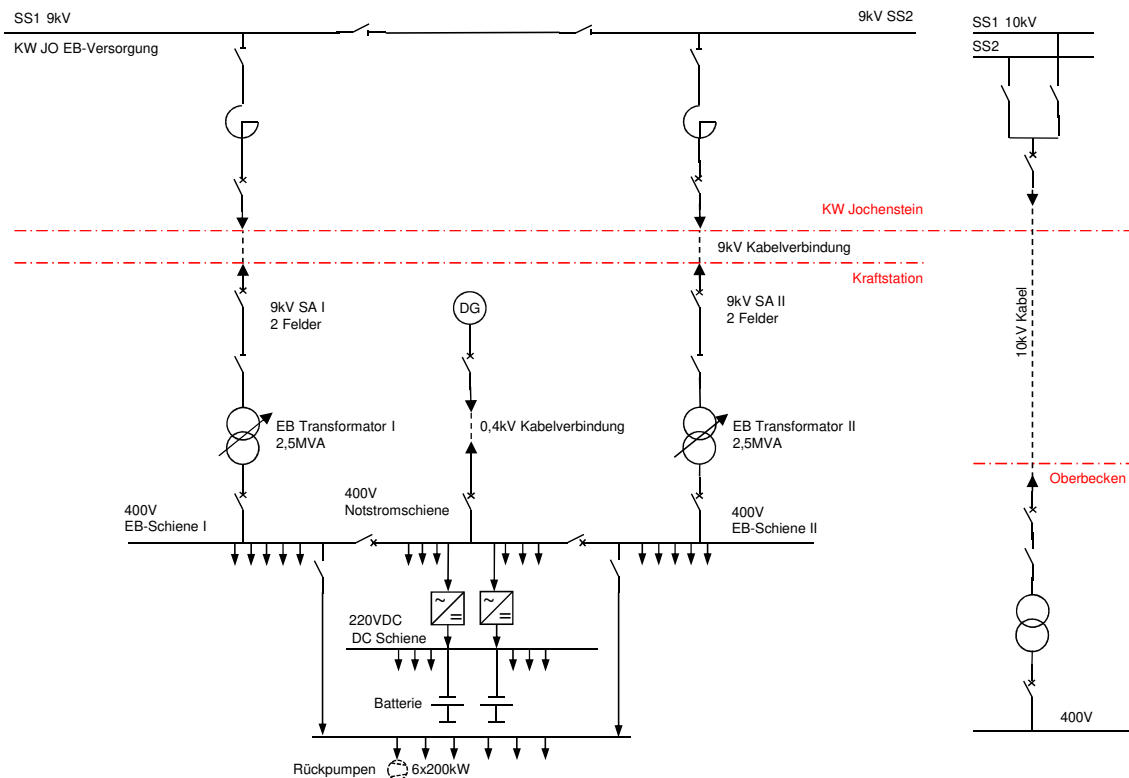 SS1 9kV
9kV SS2
KW JO EB-Versorgung
SS1 10kV
SS2
KW Jochenstein
9kV Kabelverbindung
Kraftstation
9kV SA I
2 Felder
DG
9kV SA II
2 Felder
10kV Kabel
EB Transformator I
2,5MVA
0,4kV Kabelverbindung
EB Transformator II
2,5MVA
Oberbecken
400V
EB-Schiene I
400V
Notstromschiene
400V
EB-Schiene II
~
=
~
=
220VDC
DC Schiene
Batterie
400V
Rückpumpen 6x200kW